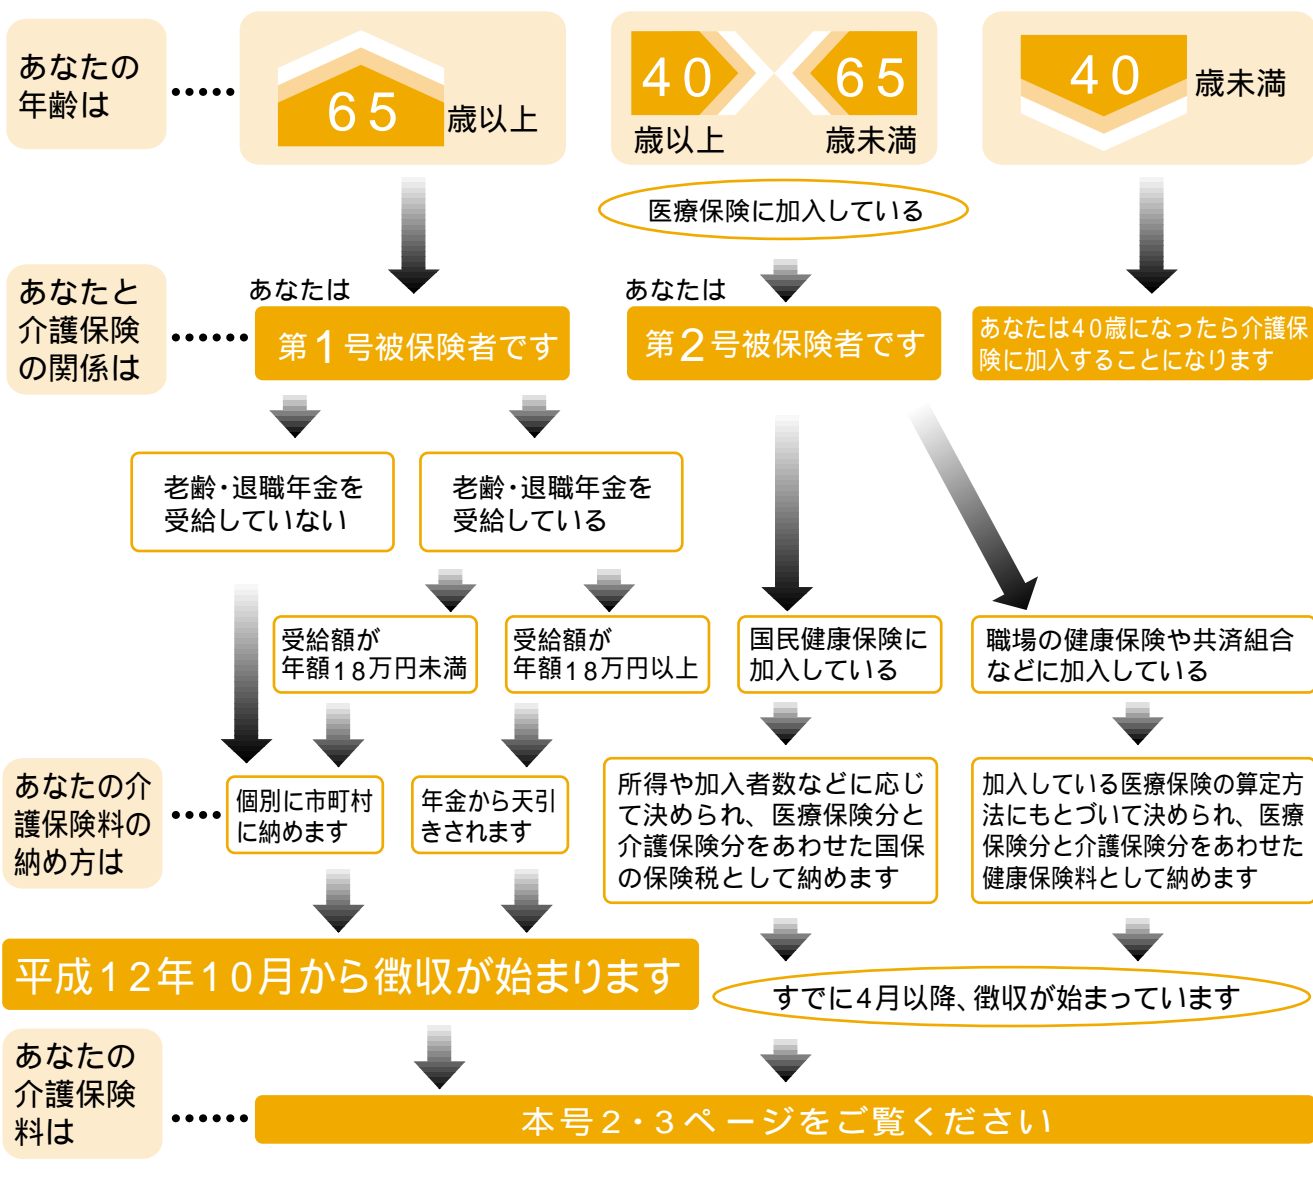 あなたの
年齢は
65
歳以上
40
歳以上
65
歳未満
40
歳未満
医療保険に加入している
あなたと
介護保険
の関係は
あなたは
第1号被保険者です
あなたは
第2号被保険者です
あなたは40歳になったら介護保
険に加入することになります
老齢・退職年金を
受給していない
老齢・退職年金を
受給している
受給額が
年額18万円未満
受給額が
年額18万円以上
国民健康保険に
加入している
職場の健康保険や共済組合
などに加入している
あなたの介
護保険料の
納め方は
個別に市町村
に納めます
年金から天引
きされます
所得や加入者数などに応じ
て決められ、医療保険分と
介護保険分をあわせた国保
の保険税として納めます
加入している医療保険の算定方
法にもとづいて決められ、医療
保険分と介護保険分をあわせた
健康保険料として納めます
平成12年10月から徴収が始まります
すでに4月以降、徴収が始まっています
あなたの
介護保険
料は
本号2・3ページをご覧ください